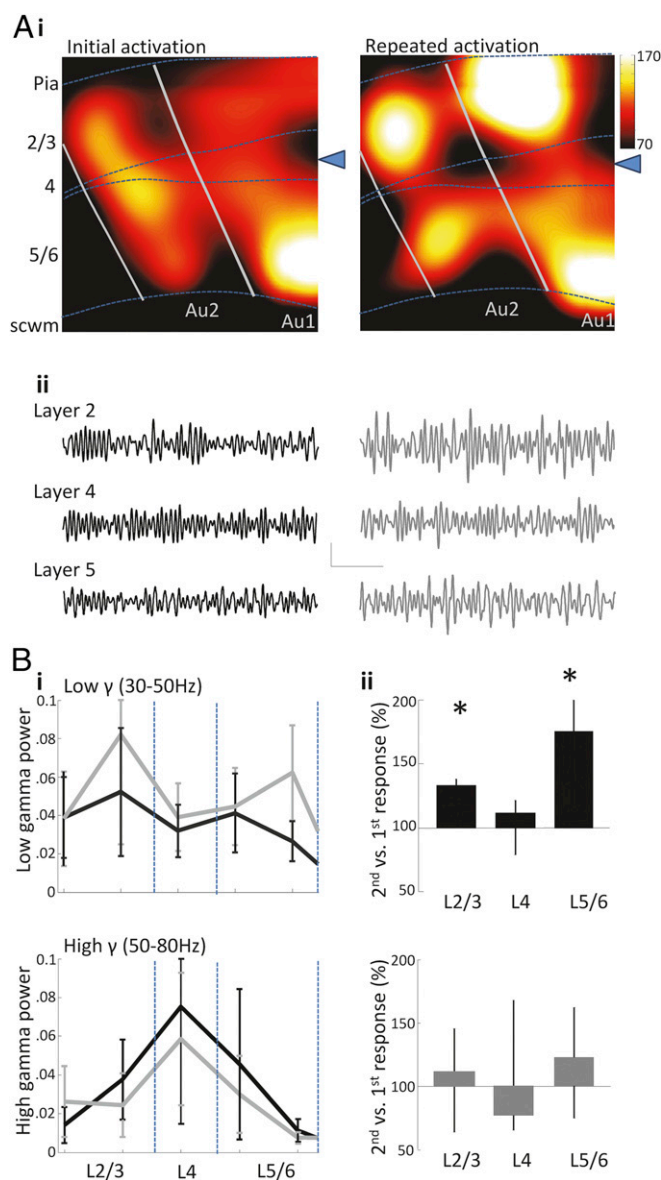 A i
Initial activation
Repeated activation
Pia
2/3
4
5/6
scwm
Au2
Au1
Au2
Au1
170
70
ii
Layer 2
Layer 4
Layer 5
B
i
Low γ (30-50Hz)
Low gamma power
0.1
.08
.06
.04
.02
0
ii
*
*
2nd vs. 1st response (%)
200
150
100
50
L2/3 L4 L5/6
High γ (50-80Hz)
High gamma power
0.1
.08
.06
.04
.02
0
L2/3 L4 L5/6
2nd vs. 1st response (%)
200
150
100
50
L2/3 L4 L5/6